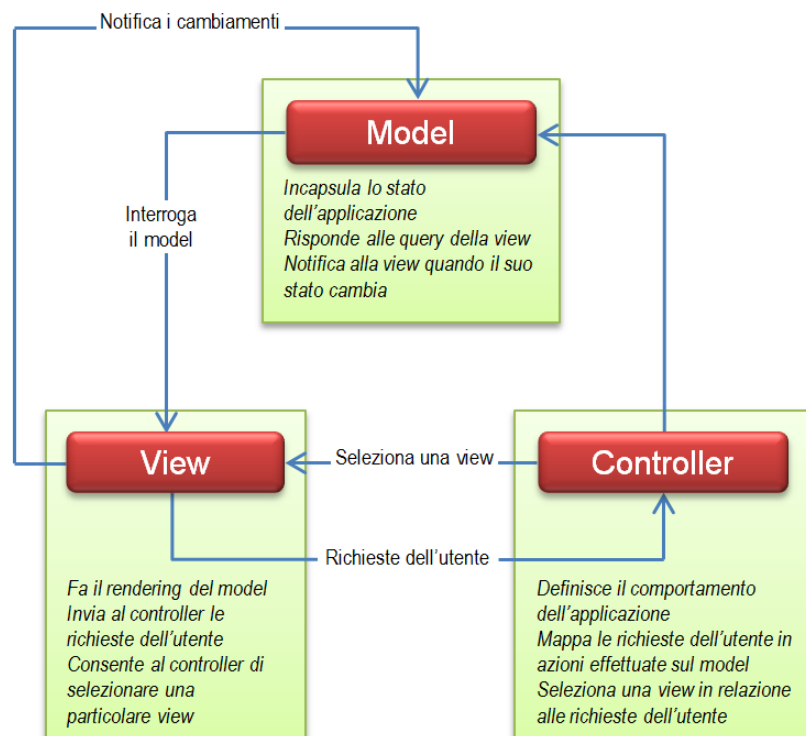 Notifica i cambiamenti
Model
Incapsula lo stato
dell'applicazione
Risponde alle query della view
Notifica alla view quando il suo
stato cambia
Interroga
il model
View
Seleziona una view
Controller
Richieste dell'utente
Fa il rendering del model
Invia al controller le
richieste dell'utente
Consente al controller di
selezionare una
particolare view
Definisce il comportamento
dell'applicazione
Mappa le richieste dell'utente in
azioni effettuate sul model
Seleziona una view in relazione
alle richieste dell'utente